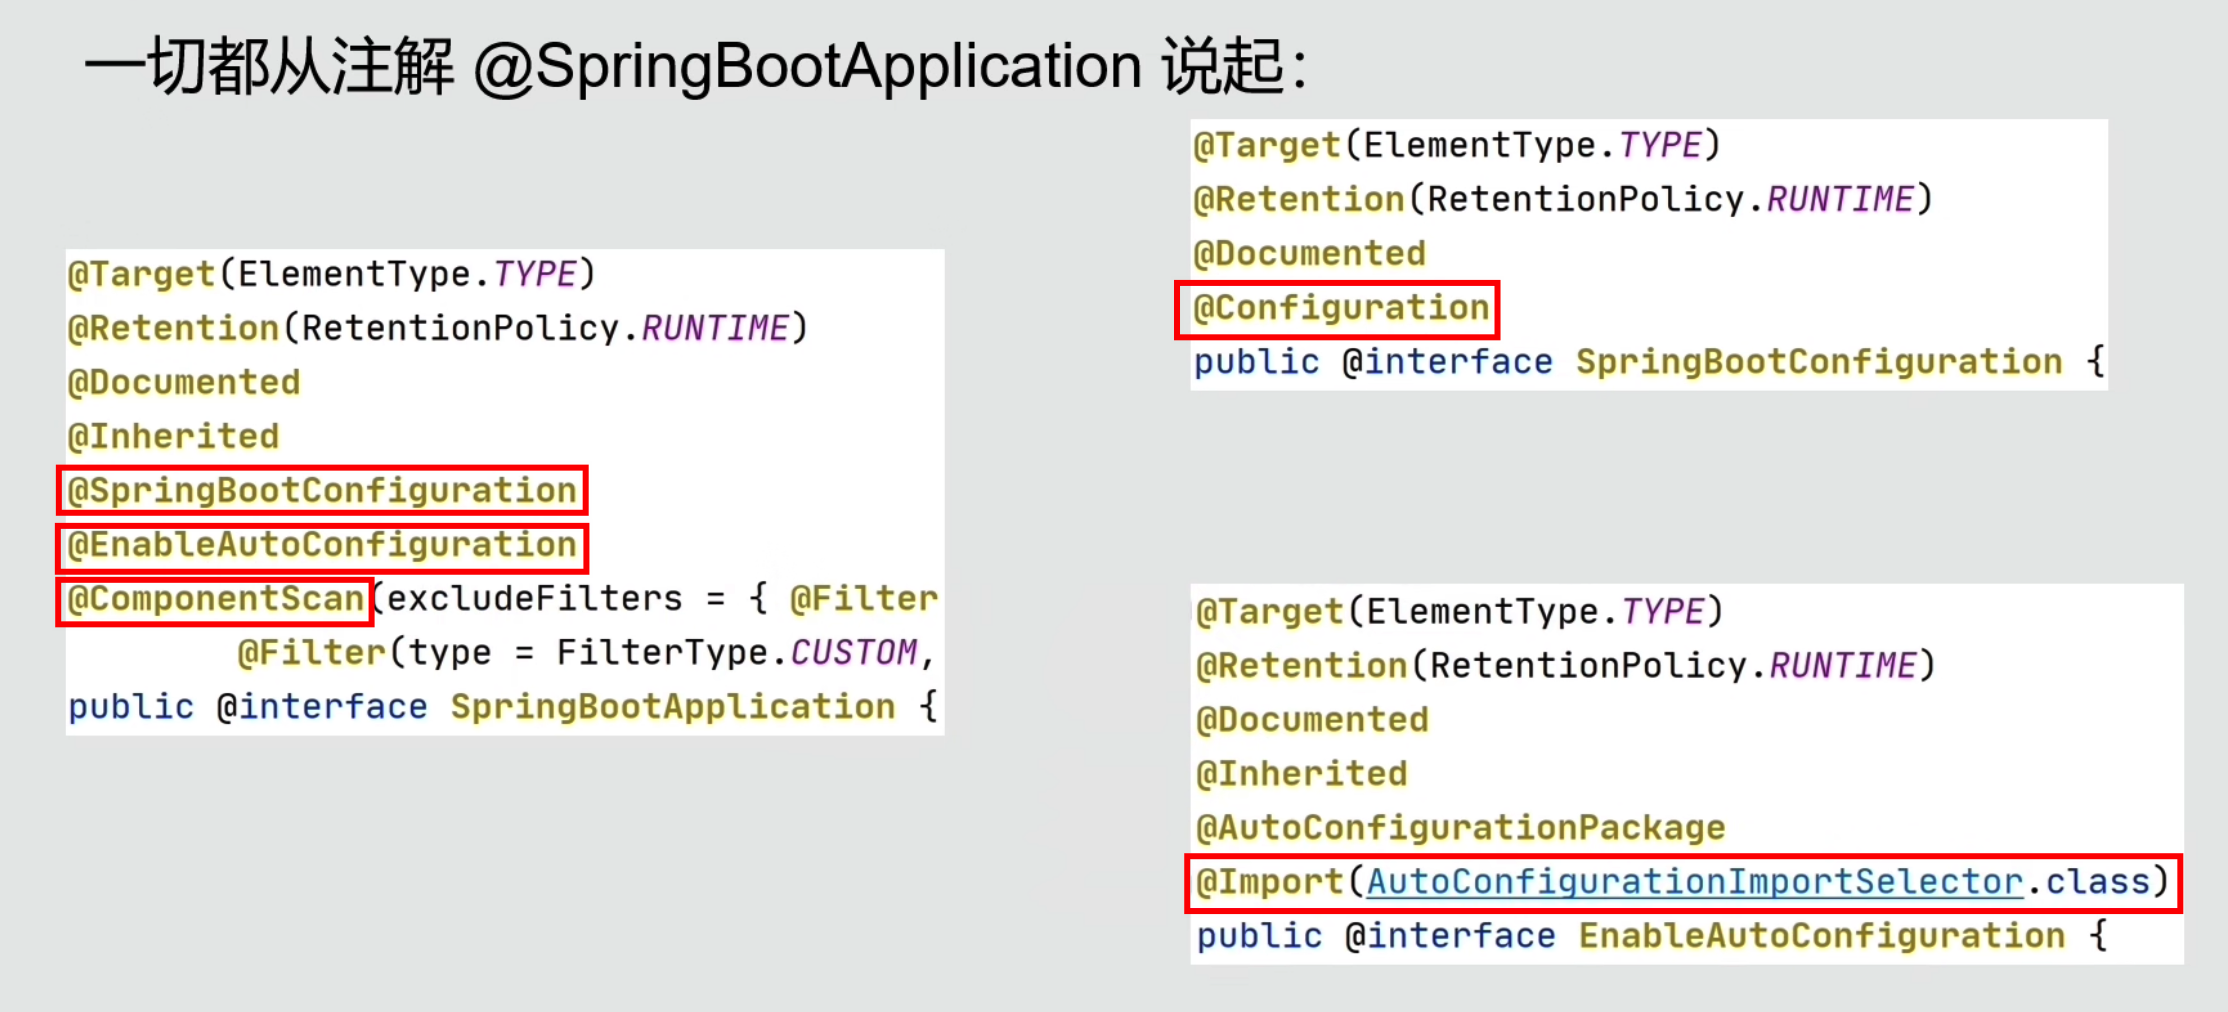 一切都从注解 @SpringBootApplication 说起：
@Target(ElementType.TYPE)
@Retention(RetentionPolicy.RUNTIME)
@Documented
@Inherited
@SpringBootConfiguration
@EnableAutoConfiguration
@ComponentScan(excludeFilters = { @Filter
@Filter(type = FilterType.CUSTOM,
public @interface SpringBootApplication {
@Target(ElementType.TYPE)
@Retention(RetentionPolicy.RUNTIME)
@Documented
@Configuration
public @interface SpringBootConfiguration {
@Target(ElementType.TYPE)
@Retention(RetentionPolicy.RUNTIME)
@Documented
@Inherited
@AutoConfigurationPackage
@Import(AutoConfigurationImportSelector.class)
public @interface EnableAutoConfiguration {